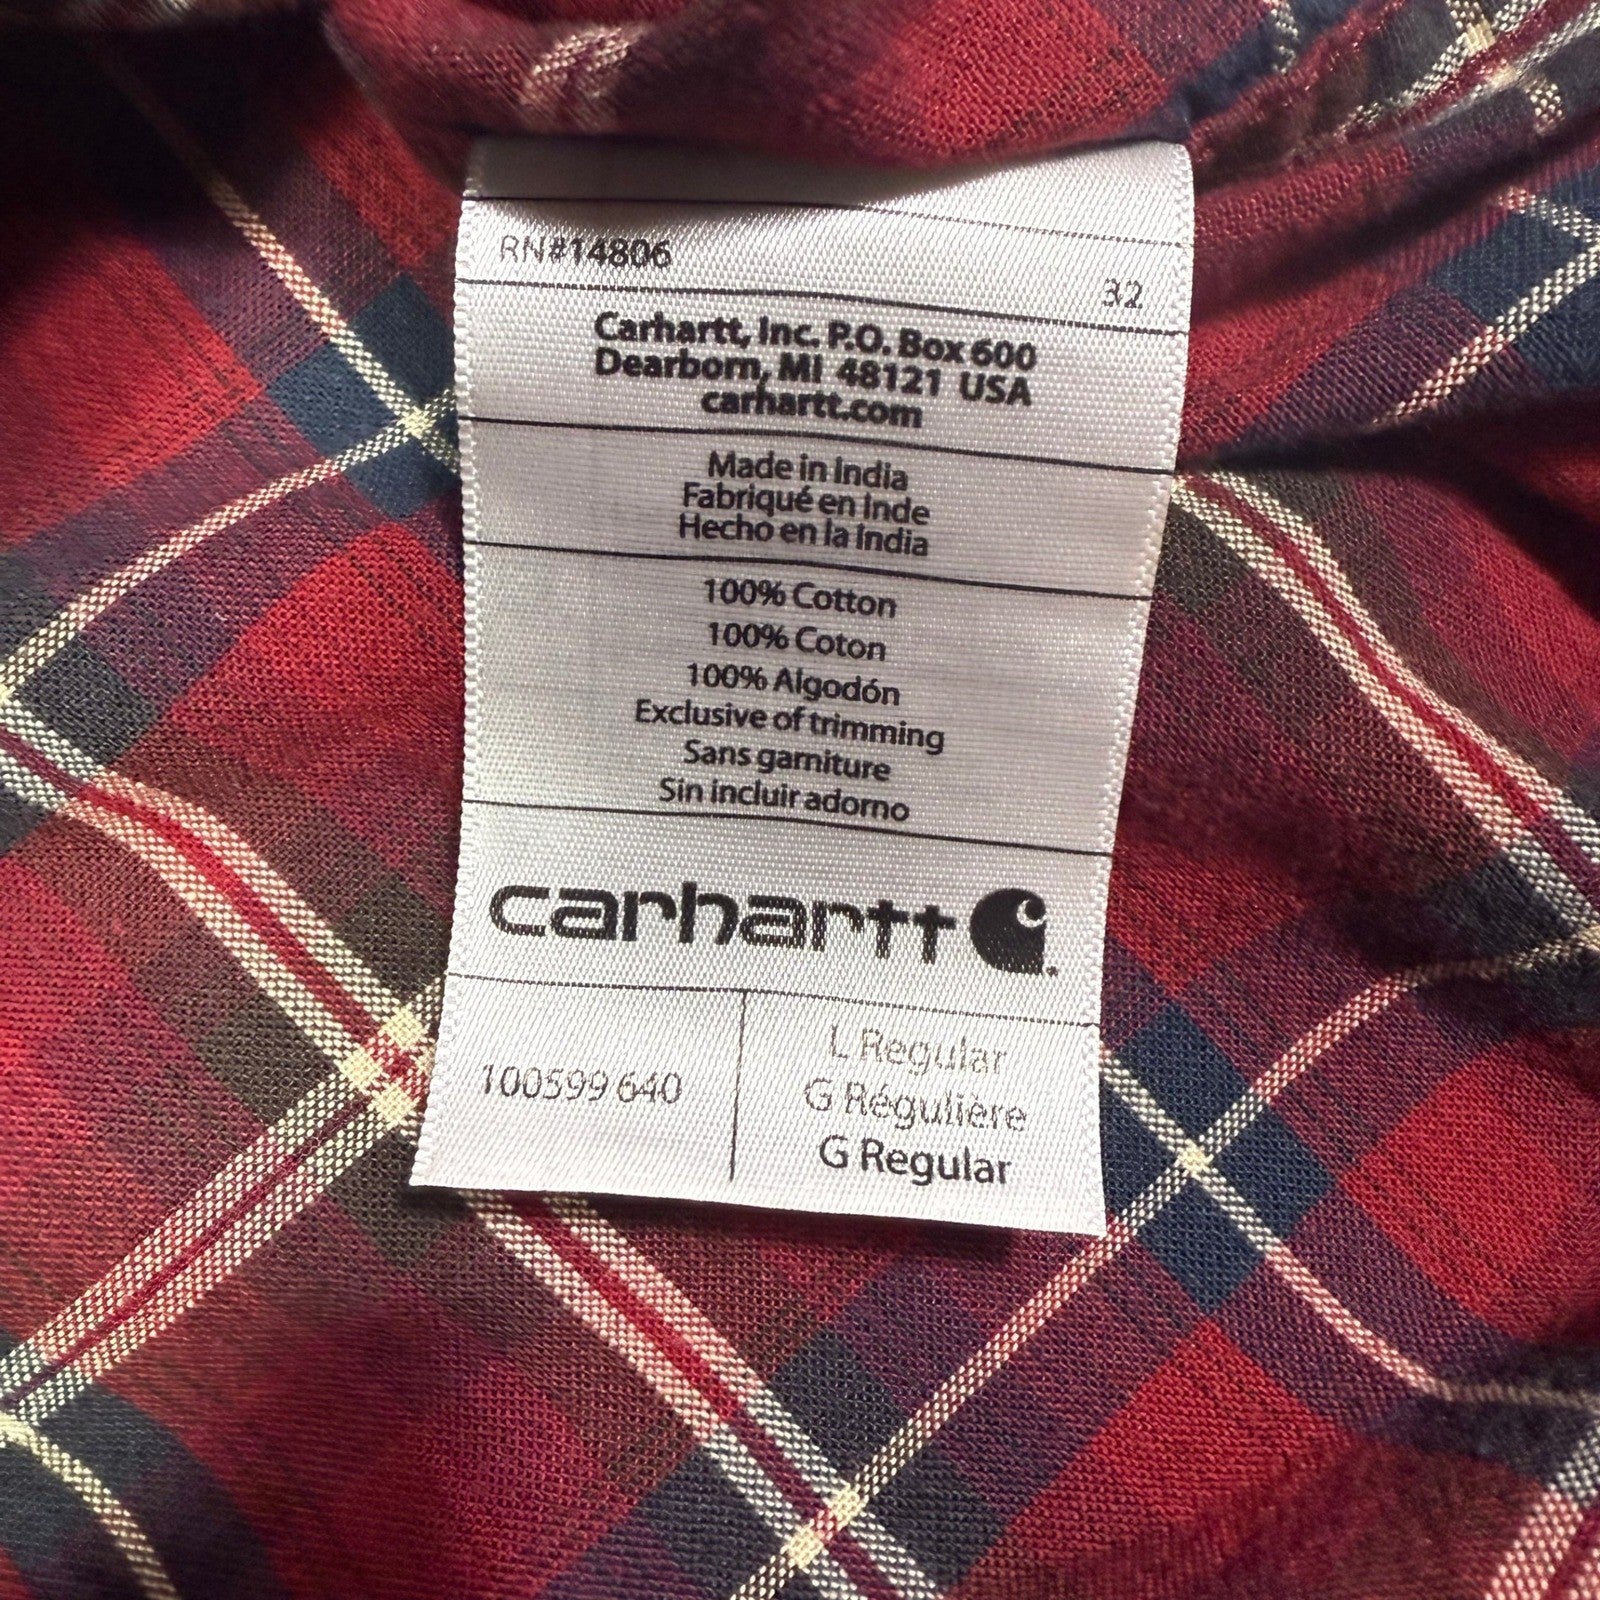 RN#14806
32
Carhartt, Inc. P.O. Box 600
Dearborn, MI 48121 USA
carhartt.com
Made in India
Fabriqué en Inde
Hecho en la India
100% Cotton
100% Coton
100% Algodón
Exclusive of trimming
Sans garniture
Sin incluir adorno
carhartt
100599 640
L Regular
G Régulière
G Regular